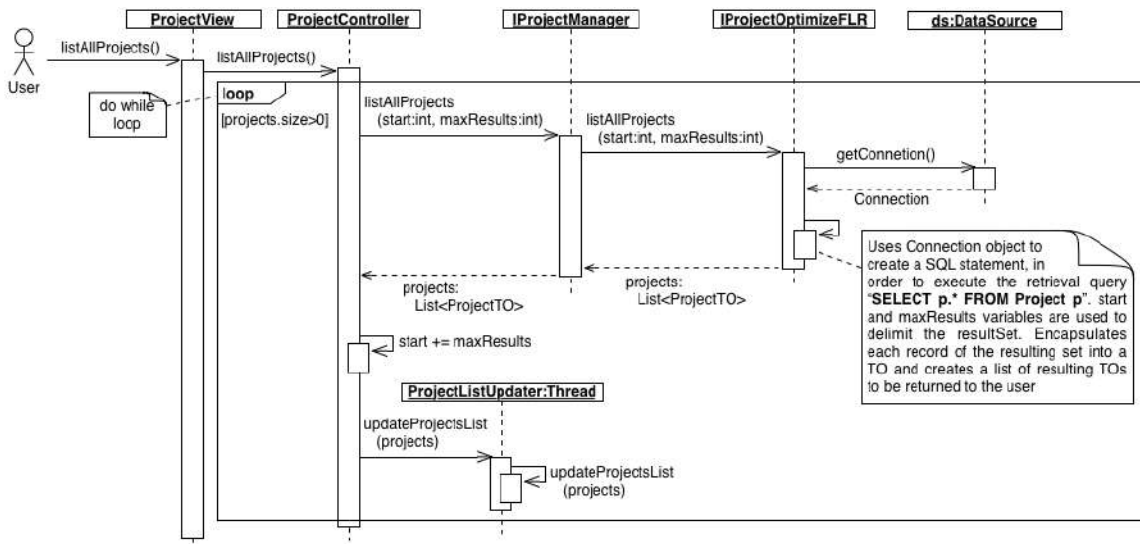 ProjectView
ProjectController
IProjectManager
IProjectOptimizeFLR
ds:DataSource
User
listAllProjects()
listAllProjects()
do while
loop
loop
[projects.size>0]
listAllProjects
(start:int, maxResults:int)
listAllProjects
(start:int, maxResults:int)
getConnetion()
Connection
Uses Connection object to
create a SQL statement, in
order to execute the retrieval query
"SELECT p.* FROM Project p". start
and maxResults variables are used to
delimit the resultSet. Encapsulates
each record of the resulting set into a
TO and creates a list of resulting TOs
to be returned to the user
projects:
List<ProjectTO>
projects:
List<ProjectTO>
start += maxResults
ProjectListUpdater:Thread
updateProjectsList
(projects)
updateProjectsList
(projects)